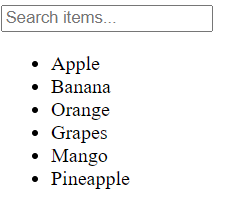 Search items...
Apple
Banana
Orange
Grapes
Mango
Pineapple